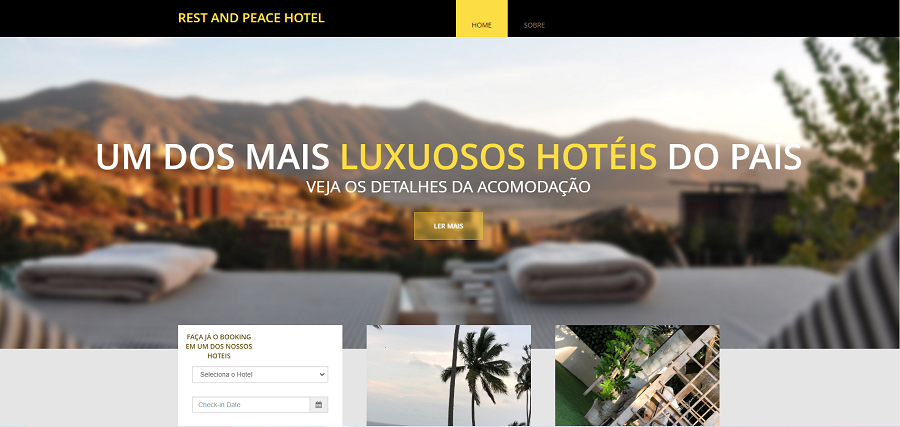 REST AND PEACE HOTEL
HOME
SOBRE
UM DOS MAIS LUXUOSOS HOTÉIS DO PAIS
VEJA OS DETALHES DA ACOMODAÇÃO
LER MAIS
FAÇA JÁ O BOOKING
EM UM DOS NOSSOS
HOTEIS
Seleciona o Hotel
Check-in Date